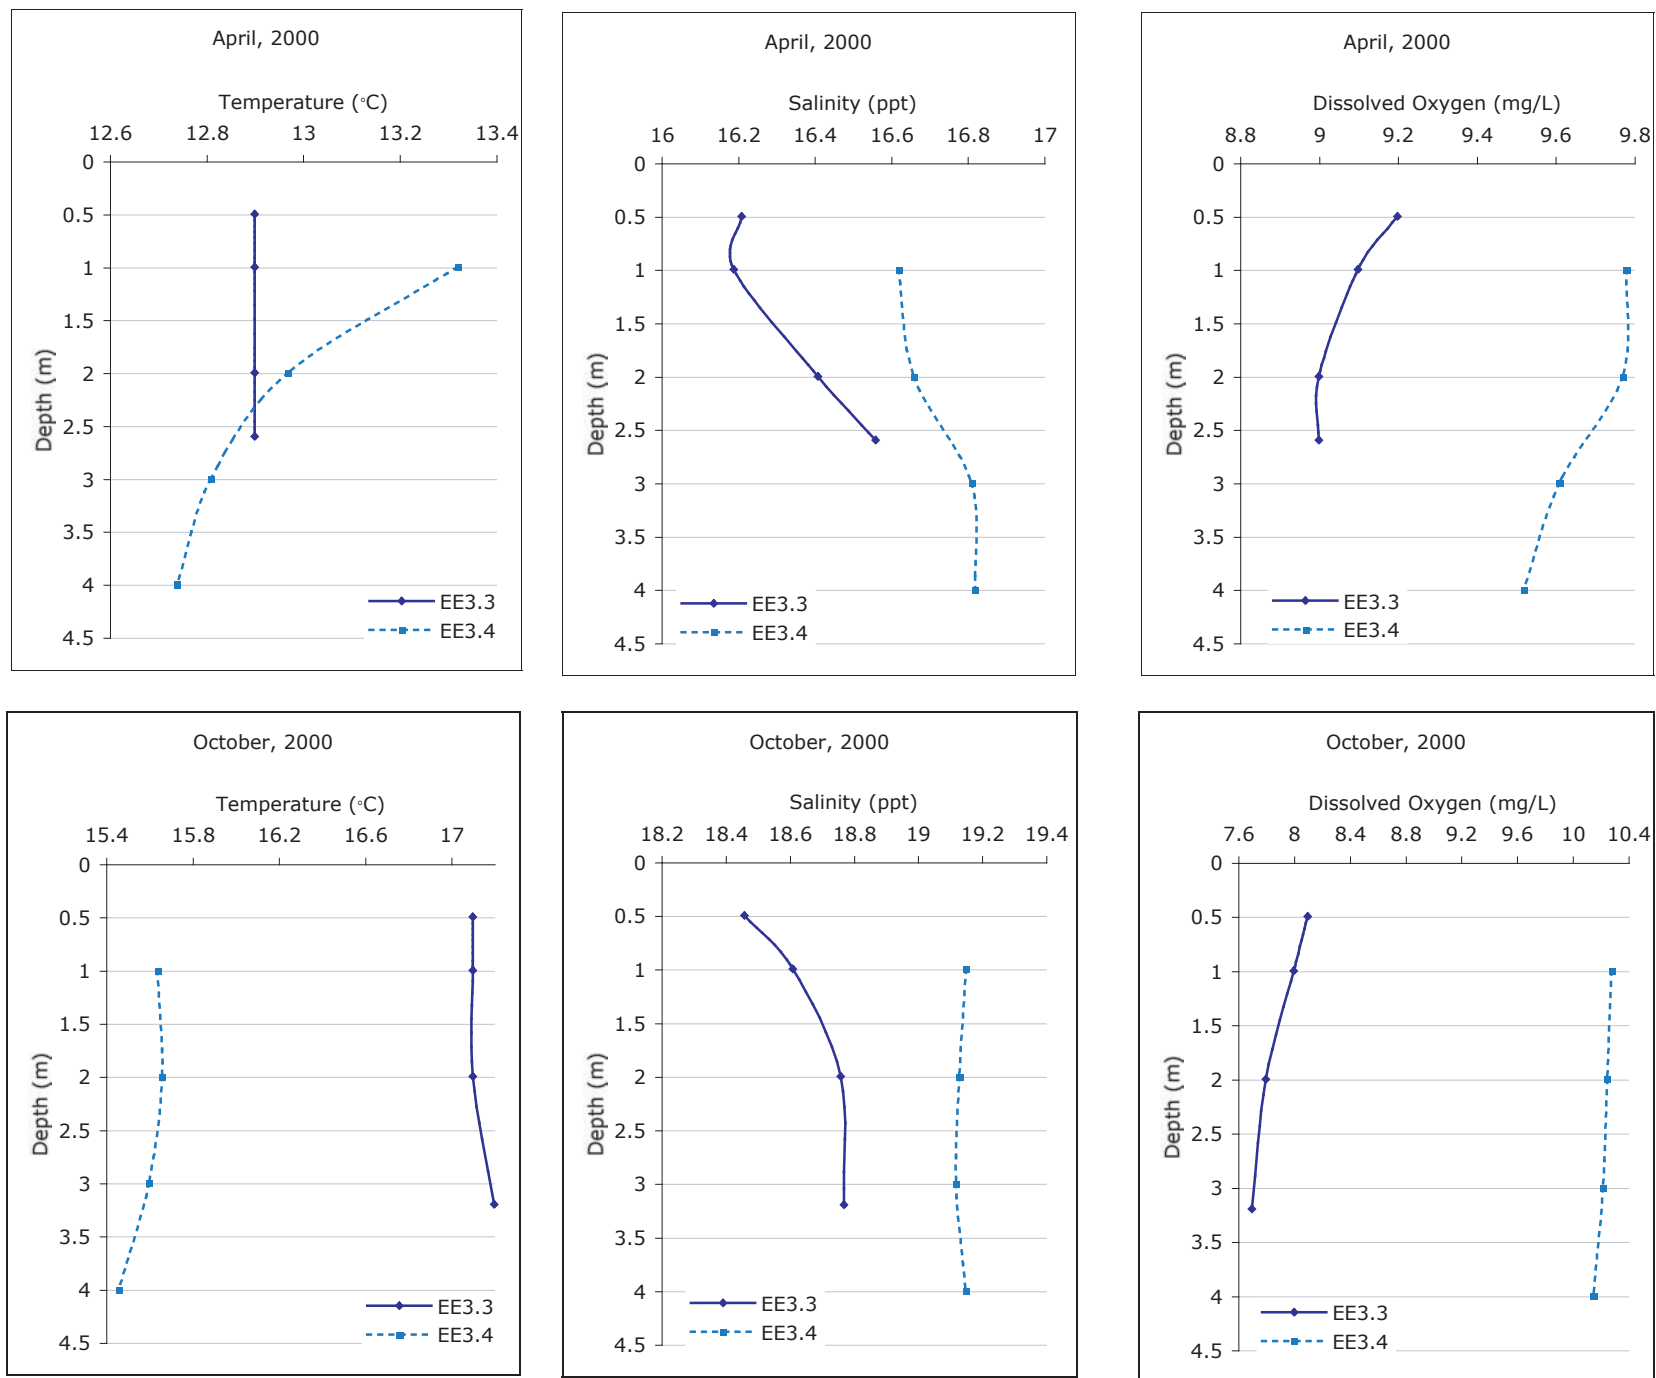 April, 2000
Temperature (°C)
12.6 12.8 13 13.2 13.4
0
0.5
1
1.5
2
2.5
3
3.5
4
4.5
Depth (m)
EE3.3
EE3.4
April, 2000
Salinity (ppt)
16 16.2 16.4 16.6 16.8 17
0
0.5
1
1.5
2
2.5
3
3.5
4
4.5
Depth (m)
EE3.3
EE3.4
April, 2000
Dissolved Oxygen (mg/L)
8.8 9 9.2 9.4 9.6 9.8
0
0.5
1
1.5
2
2.5
3
3.5
4
4.5
Depth (m)
EE3.3
EE3.4
October, 2000
Temperature (°C)
15.4 15.8 16.2 16.6 17
0
0.5
1
1.5
2
2.5
3
3.5
4
4.5
Depth (m)
EE3.3
EE3.4
October, 2000
Salinity (ppt)
18.2 18.4 18.6 18.8 19 19.2 19.4
0
0.5
1
1.5
2
2.5
3
3.5
4
4.5
Depth (m)
EE3.3
EE3.4
October, 2000
Dissolved Oxygen (mg/L)
7.6 8 8.4 8.8 9.2 9.6 10 10.4
0
0.5
1
1.5
2
2.5
3
3.5
4
4.5
Depth (m)
EE3.3
EE3.4